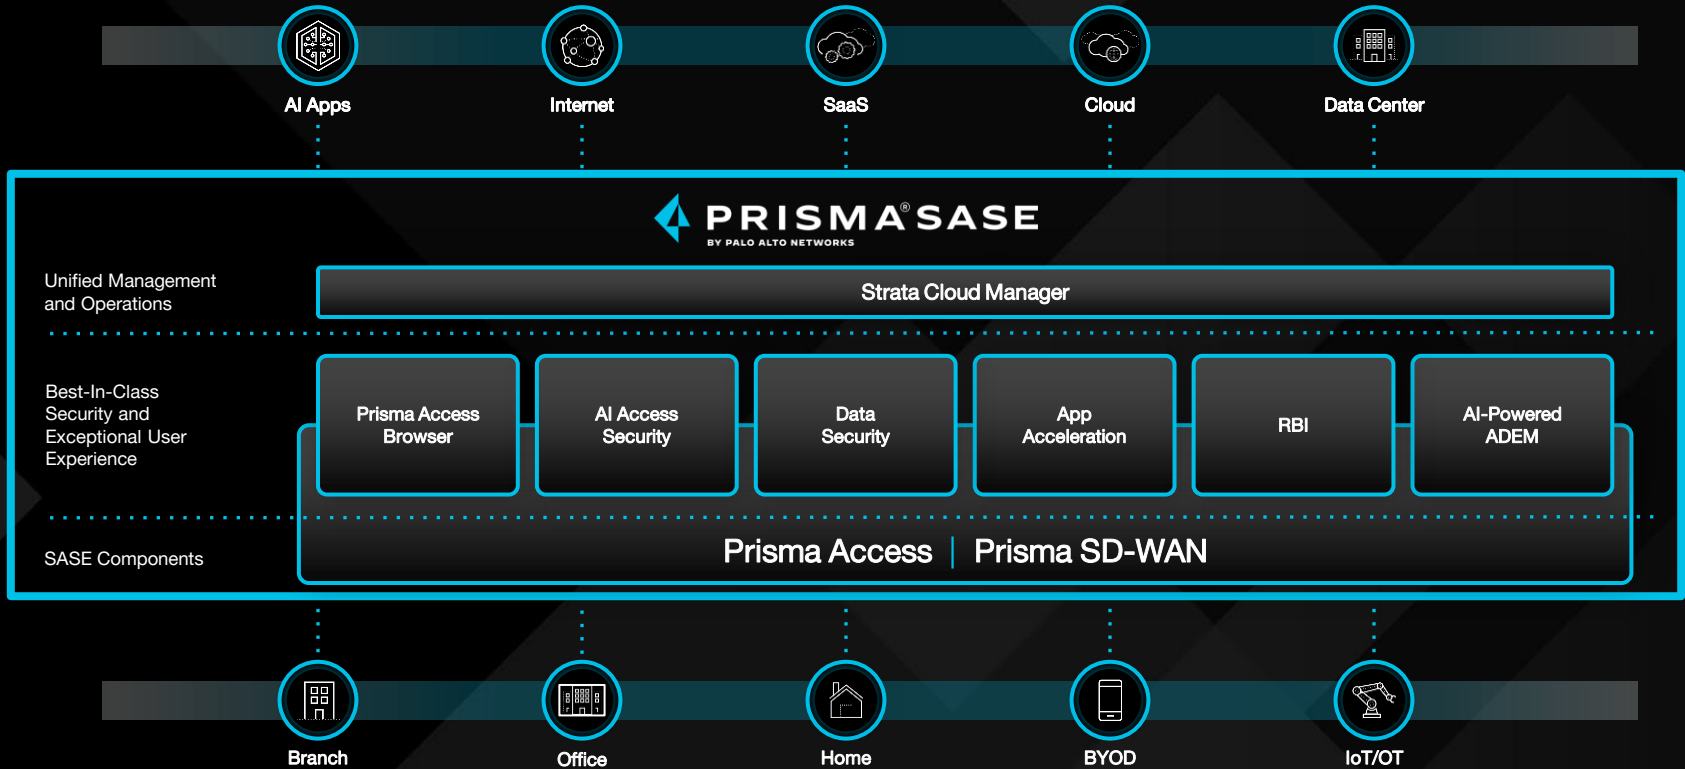 AI Apps
Internet
SaaS
Cloud
Data Center
PRISMA® SASE
BY PALO ALTO NETWORKS
Unified Management
and Operations
Strata Cloud Manager
Best-In-Class
Security and
Exceptional User
Experience
Prisma Access
Browser
AI Access
Security
Data
Security
App
Acceleration
RBI
AI-Powered
ADEM
SASE Components
Prisma Access | Prisma SD-WAN
Branch
Office
Home
BYOD
IoT/OT